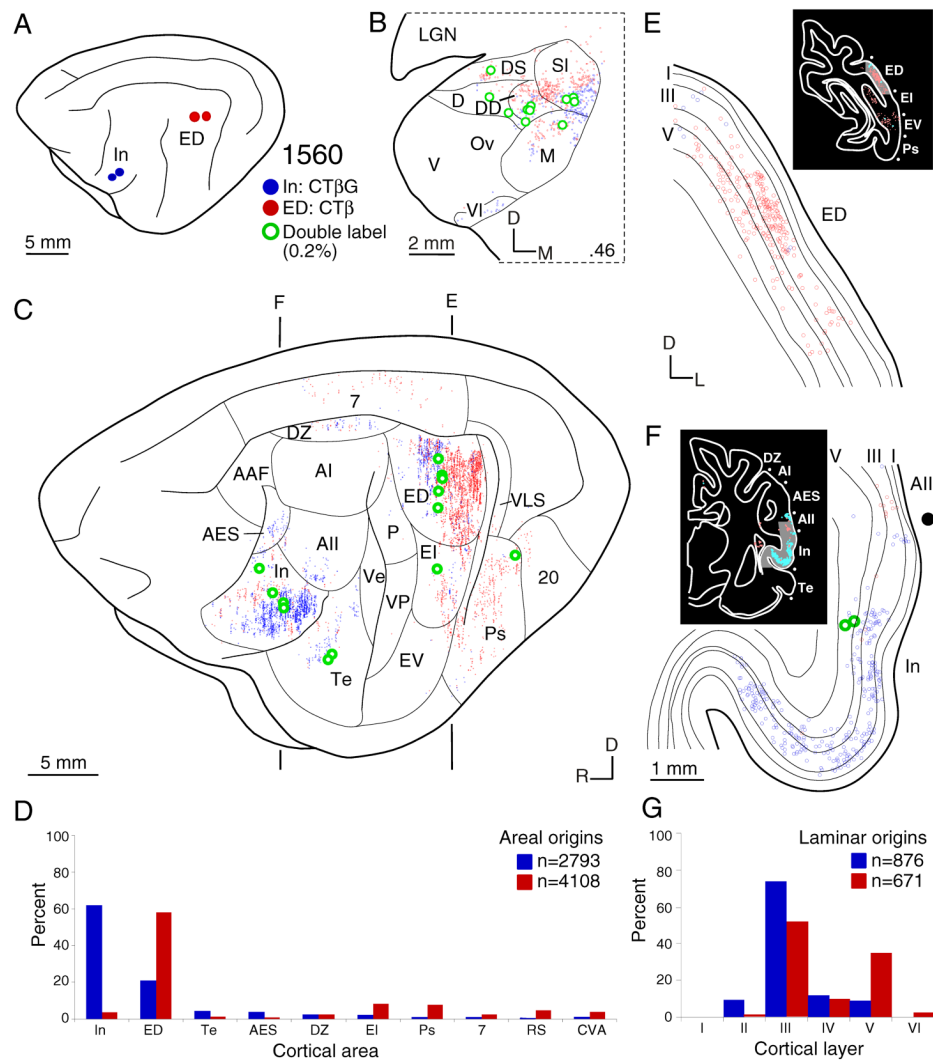 A
In
ED
5 mm
1560
In: CTβG
ED: CTβ
Double label
(0.2%)
B
LGN
DS
SI
D
DD
Ov
M
V
VI
2 mm
D
M
.46
C
F
E
7
DZ
AAF
AI
ED
VLS
AES
AII
P
In
Ve
EI
20
VP
Ps
EV
Te
5 mm
D
R
D
Areal origins
n=2793
n=4108
Percent
100
80
60
40
20
0
In ED Te AES DZ EI Ps 7 RS CVA
Cortical area
E
I
III
V
ED
D
L
ED
EI
EV
Ps
F
V III I
AII
In
DZ
AI
AES
AII
In
Te
1 mm
G
Laminar origins
n=876
n=671
Percent
100
80
60
40
20
0
I II III IV V VI
Cortical layer